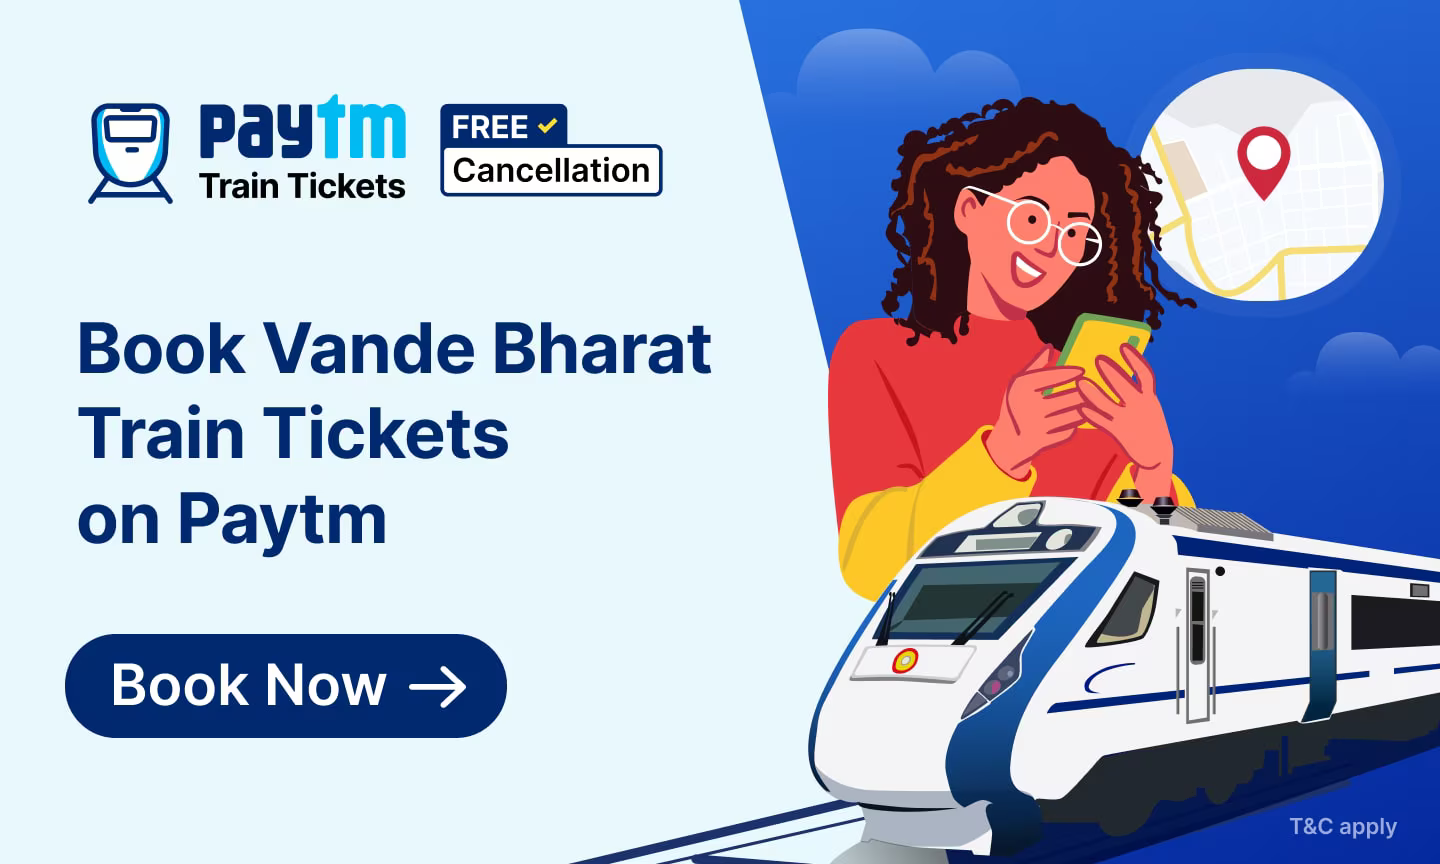 paytm
Train Tickets
FREE
Cancellation
Book Vande Bharat
Train Tickets
on Paytm
Book Now →
T&C apply